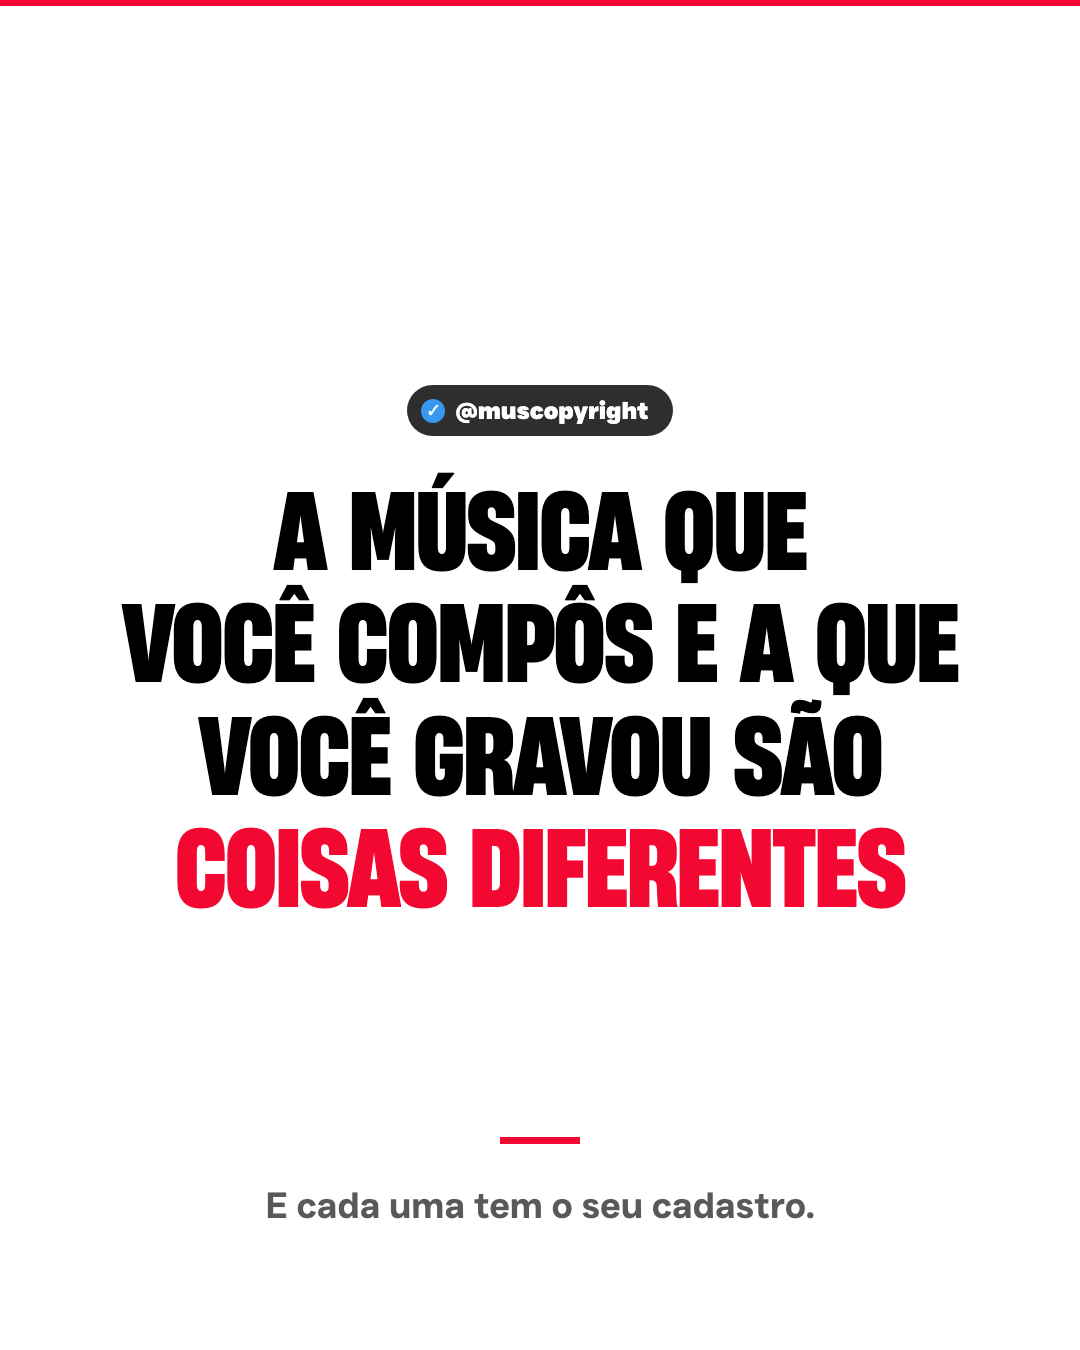 @muscopyright
A MÚSICA QUE
VOCÊ COMPÔS E A QUE
VOCÊ GRAVOU SÃO
COISAS DIFERENTES
E cada uma tem o seu cadastro.